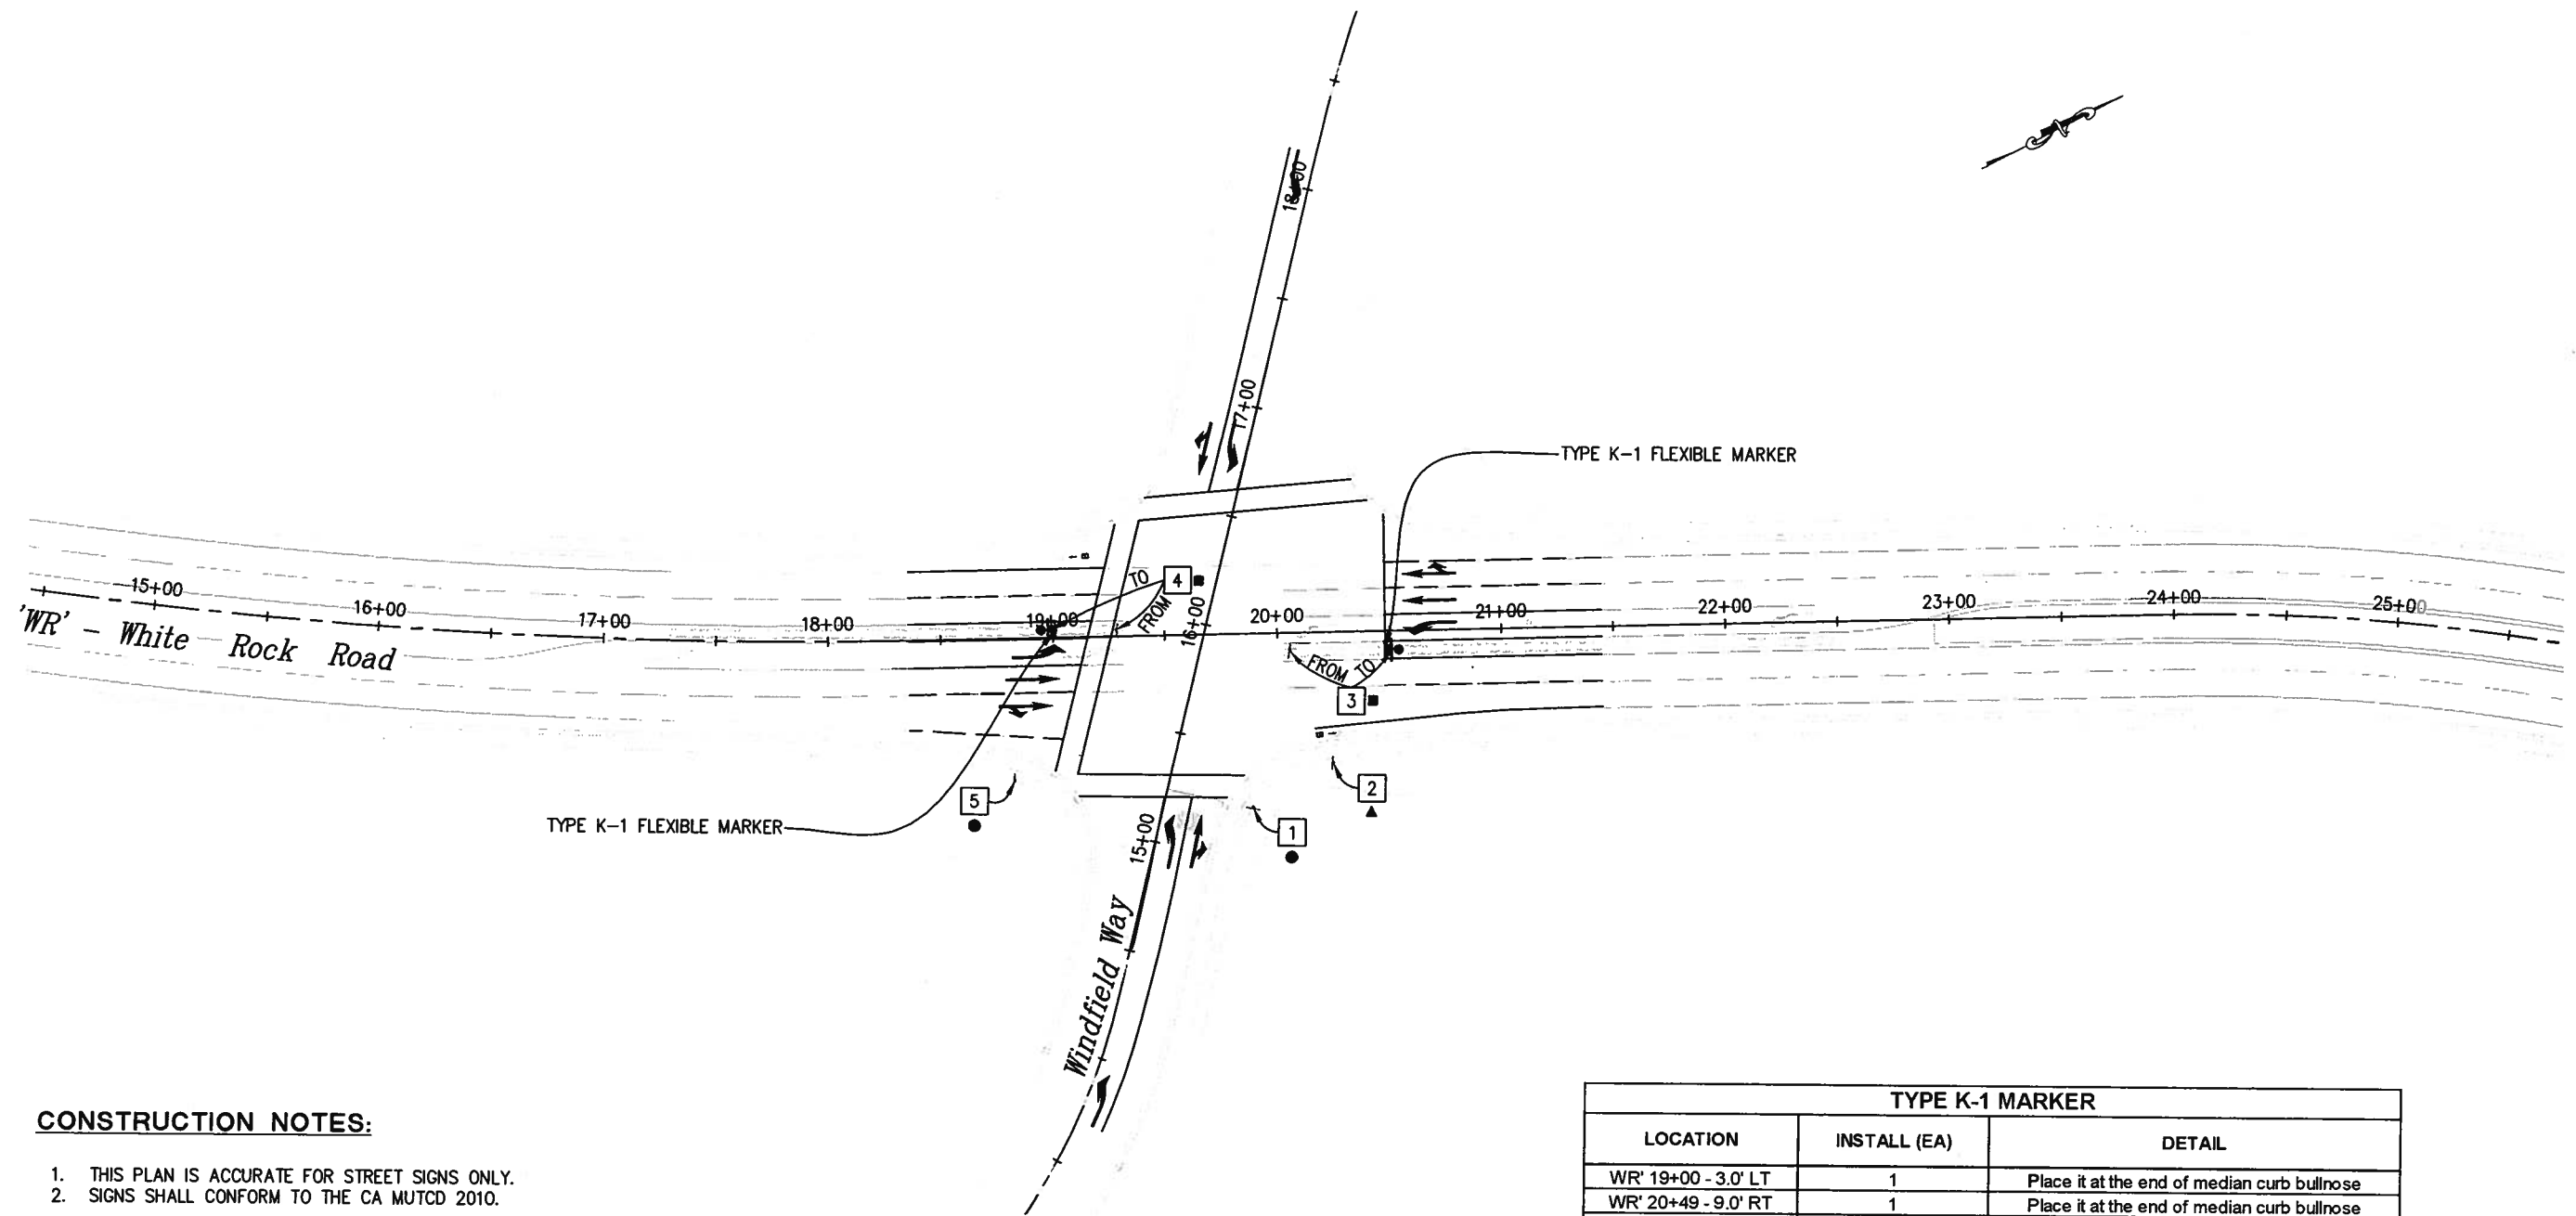 18+00
17+00
TYPE K-1 FLEXIBLE MARKER
TO
4
FROM
16+00
15+00
16+00
17+00
18+00
19+00
20+00
21+00
22+00
23+00
24+00
25+00
'WR' - White Rock Road
FROM
TO
3
2
5
1
TYPE K-1 FLEXIBLE MARKER
15+00
Windfield Way
CONSTRUCTION NOTES:
1. THIS PLAN IS ACCURATE FOR STREET SIGNS ONLY.
2. SIGNS SHALL CONFORM TO THE CA MUTCD 2010.
TYPE K-1 MARKER
LOCATION INSTALL (EA) DETAIL
WR' 19+00 - 3.0' LT 1 Place it at the end of median curb bullnose
WR' 20+49 - 9.0' RT 1 Place it at the end of median curb bullnose